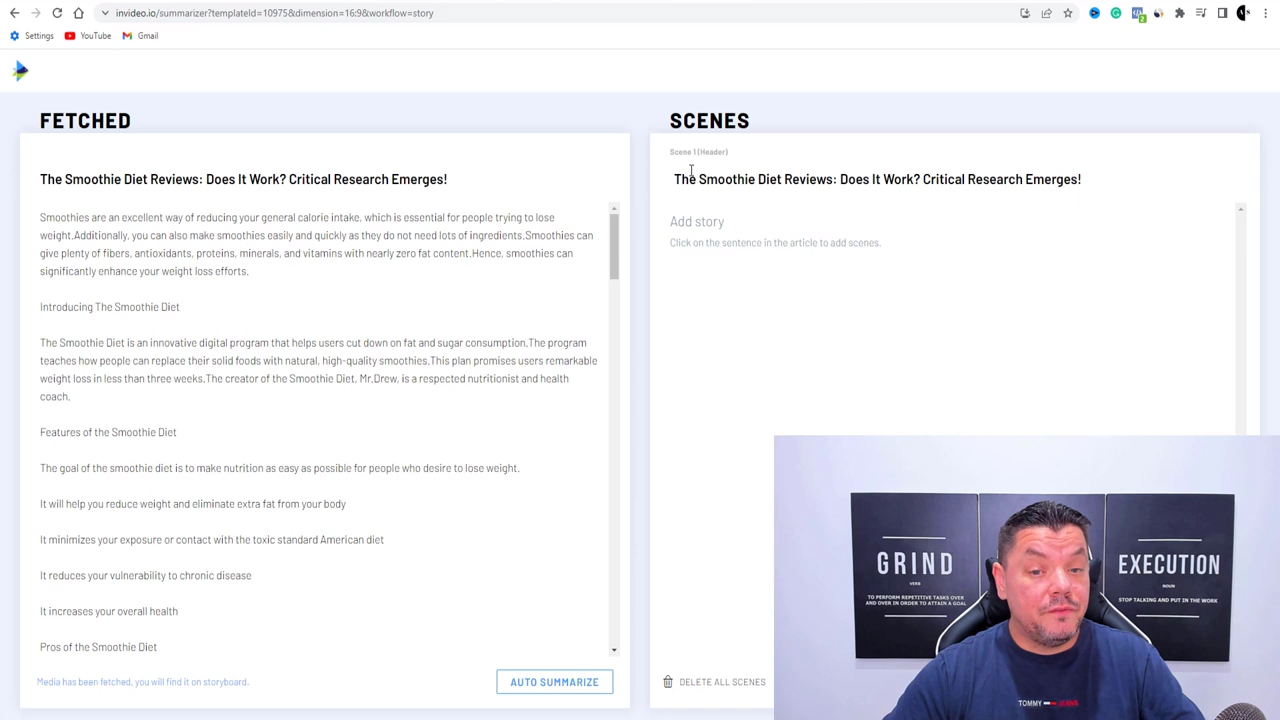 invideo.io/summarizer?templateId=10975&dimension=16:9&workflow=story
2
Settings
YouTube
Gmail
FETCHED
The Smoothie Diet Reviews: Does It Work? Critical Research Emerges!
Smoothies are an excellent way of reducing your general calorie intake, which is essential for people trying to lose
weight.Additionally, you can also make smoothies easily and quickly as they do not need lots of ingredients.Smoothies can
give plenty of fibers, antioxidants, proteins, minerals, and vitamins with nearly zero fat content.Hence, smoothies can
significantly enhance your weight loss efforts.
Introducing The Smoothie Diet
The Smoothie Diet is an innovative digital program that helps users cut down on fat and sugar consumption.The program
teaches how people can replace their solid foods with natural, high-quality smoothies.This plan promises users remarkable
weight loss in less than three weeks.The creator of the Smoothie Diet, Mr.Drew, is a respected nutritionist and health
coach.
Features of the Smoothie Diet
The goal of the smoothie diet is to make nutrition as easy as possible for people who desire to lose weight.
It will help you reduce weight and eliminate extra fat from your body
It minimizes your exposure or contact with the toxic standard American diet
It reduces your vulnerability to chronic disease
It increases your overall health
Pros of the Smoothie Diet
Media has been fetched, you will find it on storyboard.
AUTO SUMMARIZE
SCENES
Scene 1 (Header)
The Smoothie Diet Reviews: Does It Work? Critical Research Emerges!
Add story
Click on the sentence in the article to add scenes.
DELETE ALL SCENES
GRIND
VERB
TO PERFORM REPETITIVE TASKS OVER
AND OVER IN ORDER TO ATTAIN A GOAL
EXECUTION
NOUN
STOP TALKING AND PUT IN THE WORK
TOMMY JEANS